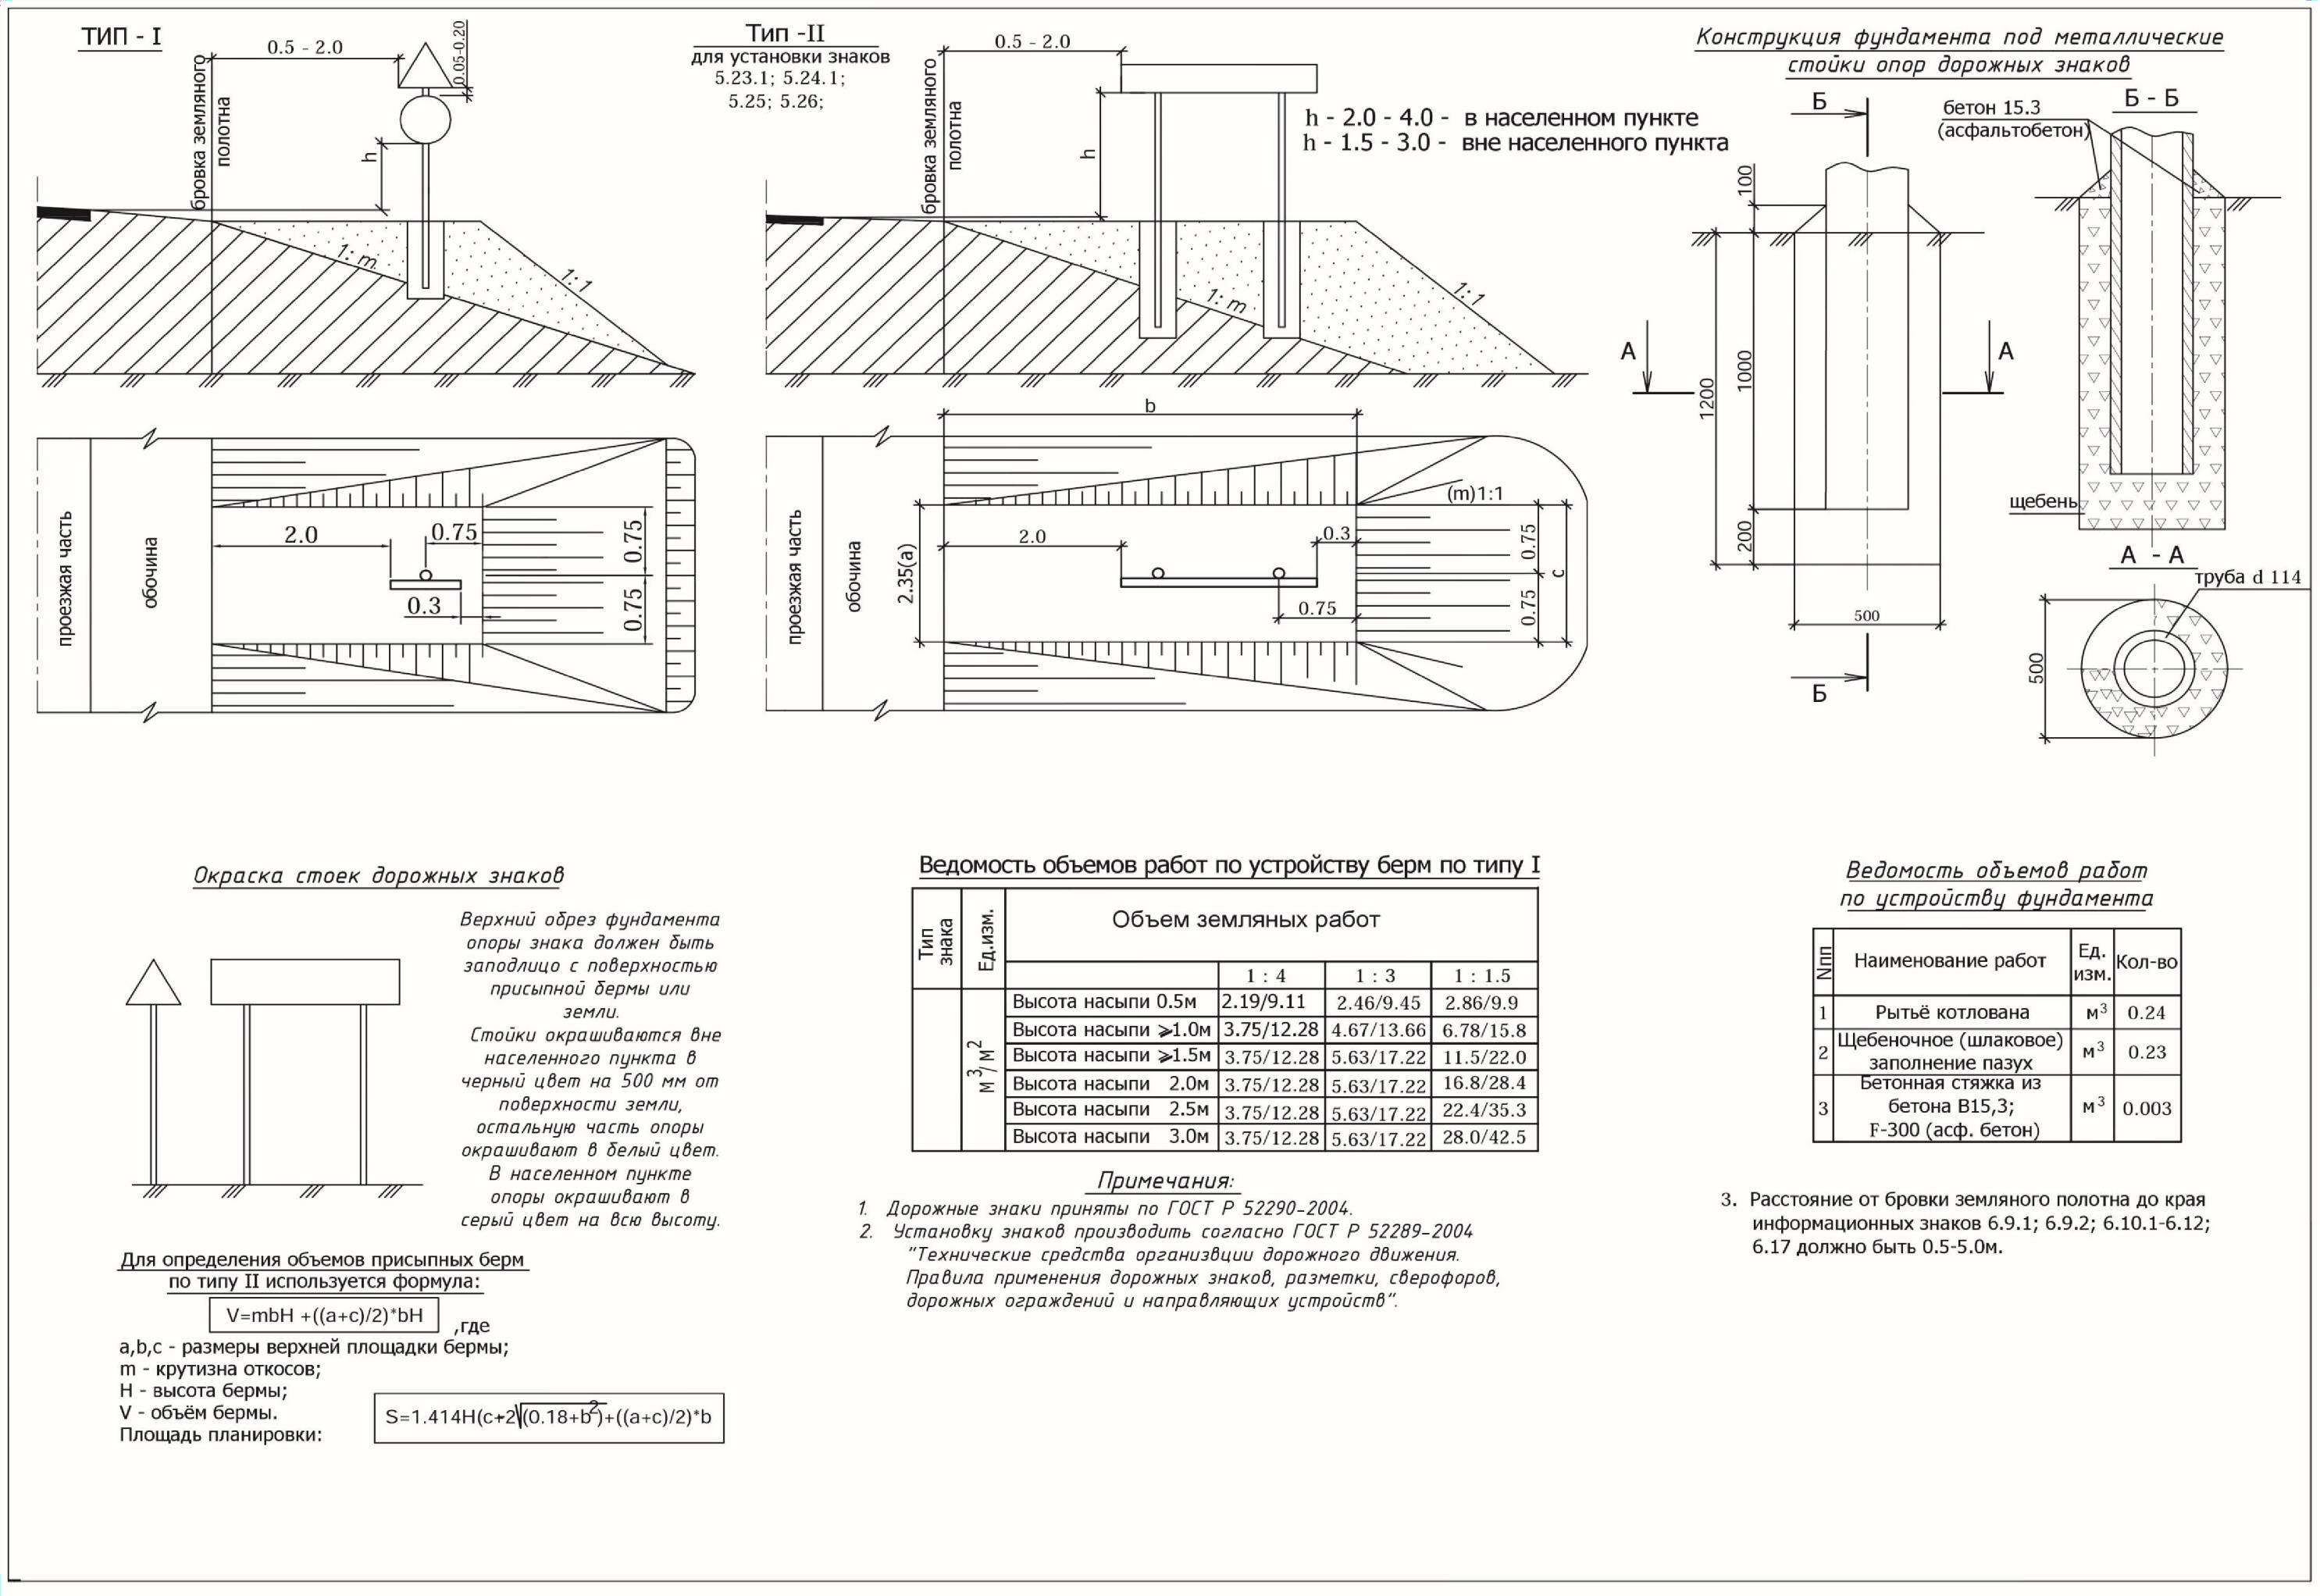 ТИП - I
0.5 - 2.0
0.05-0.20
бровка земляного
полотна
h
1: m
1:1
Тип -II
для установки знаков
5.23.1; 5.24.1;
5.25; 5.26;
0.5 - 2.0
бровка земляного
полотна
h
1: m
1:1
h - 2.0 - 4.0 - в населенном пункте
h - 1.5 - 3.0 - вне населенного пункта
Конструкция фундамента под металлические
стойки опор дорожных знаков
Б
Б - Б
бетон 15.3
(асфальтобетон)
100
1000
1200
200
А
А
500
Б
щебень
А - А
труба d 114
500
проезжая часть
обочина
2.0
0.75
0.3
0.75
0.75
проезжая часть
обочина
b
2.35(а)
2.0
0.3
0.75
(m)1:1
0.75
0.75
c
Окраска стоек дорожных знаков
Верхний обрез фундамента
опоры знака должен быть
заподлицо с поверхностью
присыпной бермы или
земли.
Стойки окрашиваются вне
населенного пункта в
черный цвет на 500 мм от
поверхности земли,
остальную часть опоры
окрашивают в белый цвет.
В населенном пункте
опоры окрашивают в
серый цвет на всю высоту.
Для определения объемов присыпных берм
по типу II используется формула:
V=mbH +((a+c)/2)*bH
,где
a,b,c - размеры верхней площадки бермы;
m - крутизна откосов;
H - высота бермы;
V - объём бермы.
Площадь планировки:
S=1.414H(c+2√(0.18+b²)+((a+c)/2)*b
Ведомость объемов работ по устройству берм по типу I
Тип знака
Ед.изм.
Объем земляных работ
1 : 4
1 : 3
1 : 1.5
м³/м²
Высота насыпи 0.5м 2.19/9.11 2.46/9.45 2.86/9.9
Высота насыпи ⩾1.0м 3.75/12.28 4.67/13.66 6.78/15.8
Высота насыпи ⩾1.5м 3.75/12.28 5.63/17.22 11.5/22.0
Высота насыпи 2.0м 3.75/12.28 5.63/17.22 16.8/28.4
Высота насыпи 2.5м 3.75/12.28 5.63/17.22 22.4/35.3
Высота насыпи 3.0м 3.75/12.28 5.63/17.22 28.0/42.5
Примечания:
1. Дорожные знаки приняты по ГОСТ Р 52290-2004.
2. Установку знаков производить согласно ГОСТ Р 52289-2004
"Технические средства организвции дорожного движения.
Правила применения дорожных знаков, разметки, сверофоров,
дорожных ограждений и направляющих устройств".
Ведомость объемов работ
по устройству фундамента
Nпп
Наименование работ
Ед.
изм.
Кол-во
1 Рытьё котлована м³ 0.24
2 Щебеночное (шлаковое)
заполнение пазух м³ 0.23
Бетонная стяжка из
3 бетона В15,3; м³ 0.003
F-300 (асф. бетон)
3. Расстояние от бровки земляного полотна до края
информационных знаков 6.9.1; 6.9.2; 6.10.1-6.12;
6.17 должно быть 0.5-5.0м.